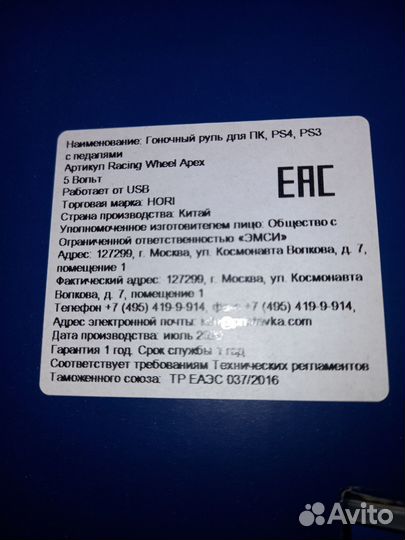 Наименование: Гоночный руль для ПК, PS4, PS3
с педалями
Артикул Racing Wheel Apex
5 Вольт
Работает от USB
Торговая марка: HORI
Страна производства: Китай
Уполномоченное изготовителем лицо: Общество с
Ограниченной ответственностью «ЭМСИ»
Адрес: 127299, г. Москва, ул. Космонавта Волкова, д. 7,
помещение 1
Фактический адрес: 127299, г. Москва, ул. Космонавта
Волкова, д. 7, помещение 1
Телефон +7 (495) 419-9-914, факс +7 (495) 419-9-914,
Адрес электронной почты:
Дата производства: июль
Гарантия 1 год. Срок службы 1 год
Соответствует требованиям Технических регламентов
Таможенного союза: ТР ЕАЭС 037/2016
EAC
Avito